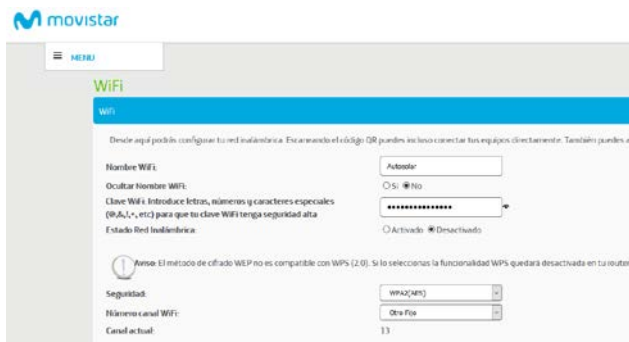 movistar
MENU
WiFi
WiFi
Desde aquí podrás configurar tu red inalámbrica. Escaneando el código QR puedes incluso conectar tus equipos directamente. También puedes a
Nombre WiFi:
Autosolar
Ocultar Nombre WiFi:
Si No
Clave WiFi: Introduce letras, números y caracteres especiales
(@,&,!,*, etc) para que tu clave WiFi tenga seguridad alta
•••••••••••••••
Estado Red Inalámbrica:
Activado Desactivado
Aviso: El método de cifrado WEP no es compatible con WPS (2.0). Si lo seleccionas la funcionalidad WPS quedará desactivada en tu router
Seguridad:
WPA2(AES)
Número canal WiFi:
Otro Fijo
Canal actual:
13